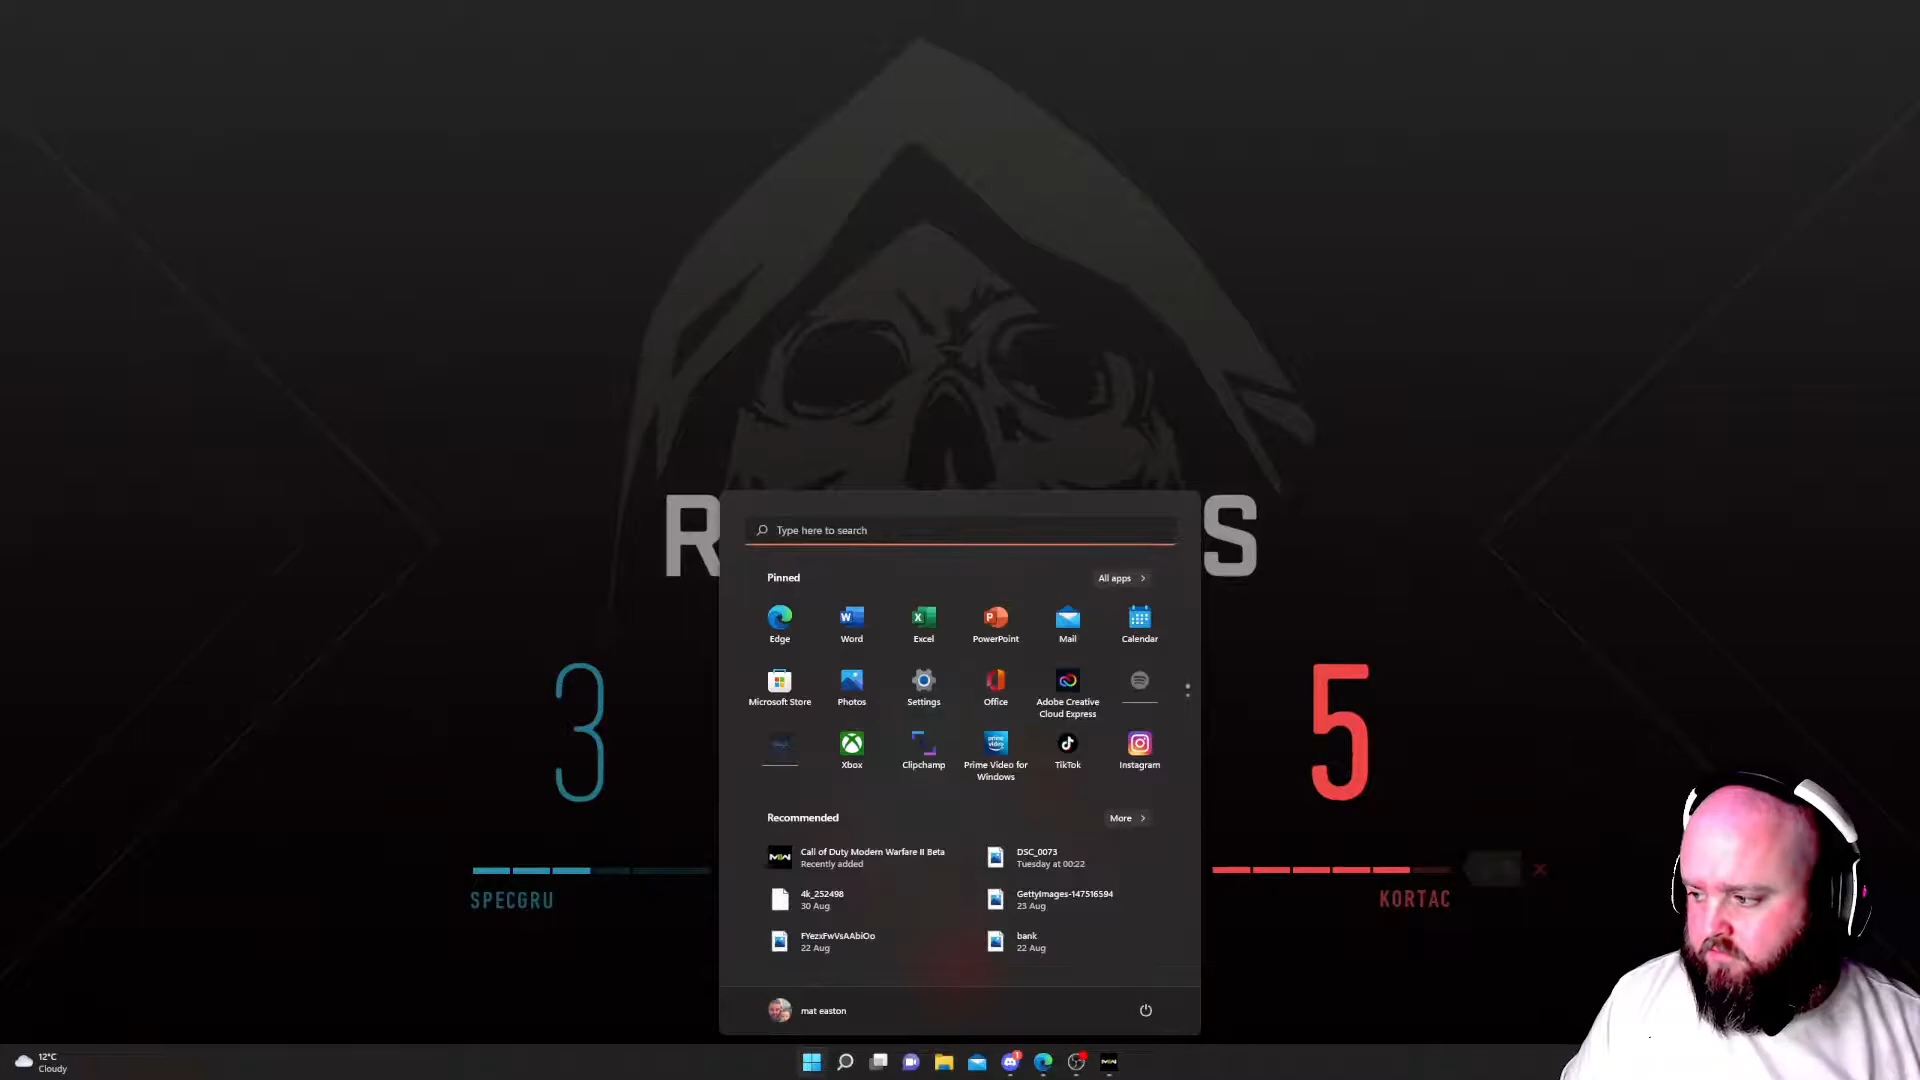 R
S
Type here to search
Pinned
All apps
Edge
Word
Excel
PowerPoint
Mail
Calendar
Microsoft Store
Photos
Settings
Office
Adobe Creative
Cloud Express
Xbox
Clipchamp
prime video
Prime Video for
Windows
TikTok
Instagram
3
5
Recommended
More
Call of Duty Modern Warfare II Beta
Recently added
DSC_0073
Tuesday at 00:22
4k_252498
30 Aug
GettyImages-147516594
23 Aug
FYezxFwVsAAbiOo
22 Aug
bank
22 Aug
SPECGRU
KORTAC
mat easton
12°C
Cloudy